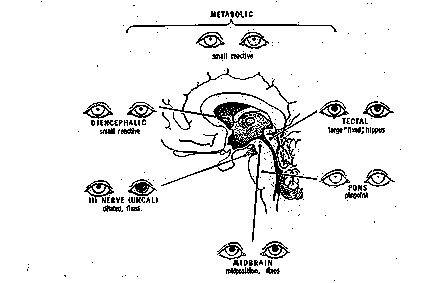 METABOLIC
small reactive
DIENCEPHALIC
small reactive
TECTAL
large "fixed", hippus
III NERVE (UNCAL)
dilated, fixed
PONS
pinpoint
MIDBRAIN
midposition, fixed